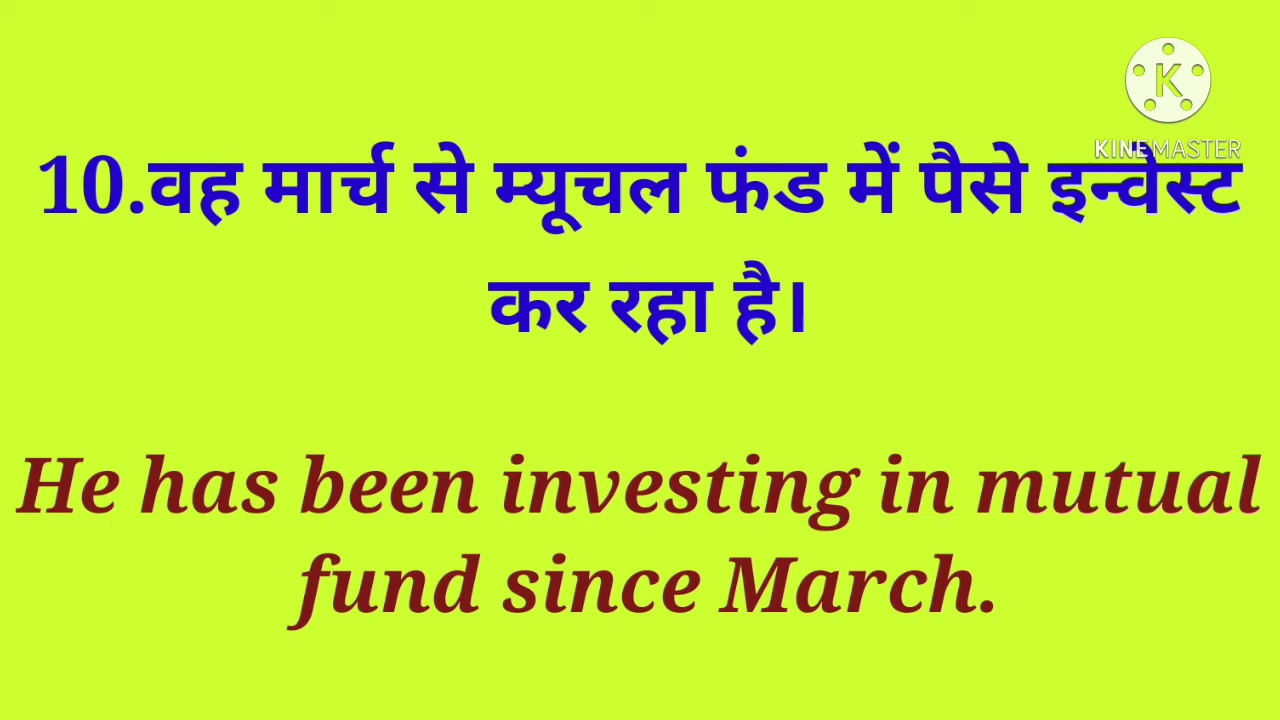 K
KINEMASTER
10.वह मार्च से म्यूचल फंड में पैसे इन्वेस्ट
कर रहा है।
He has been investing in mutual
fund since March.